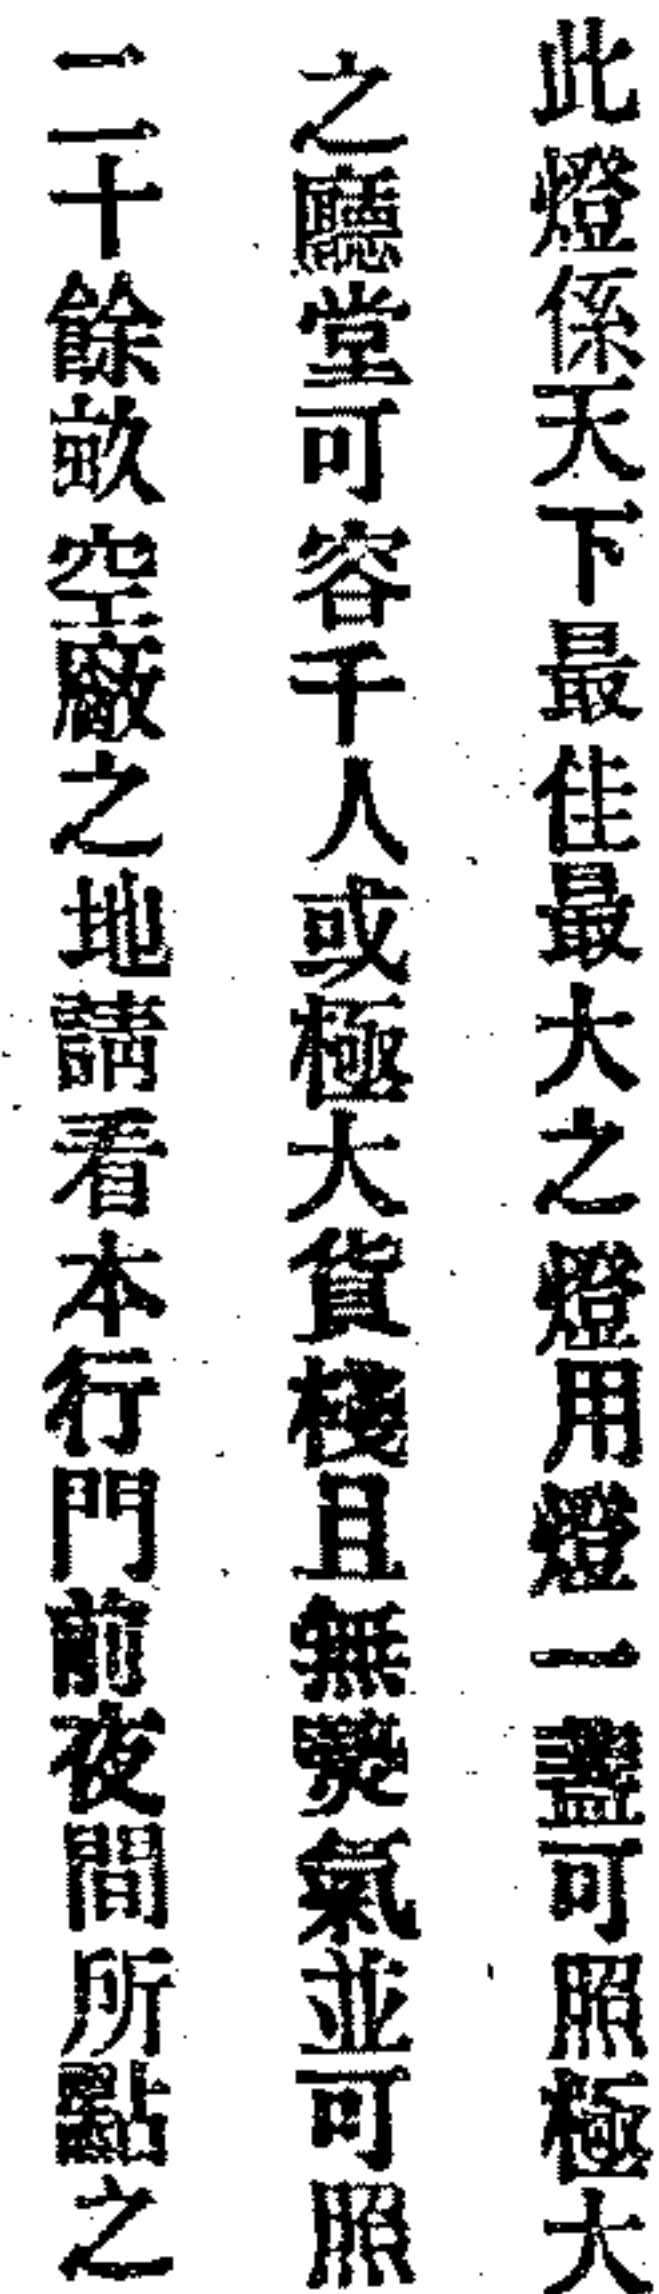 此燈係天下最佳最大之燈用燈一盞可照極大
之廳堂可容千人或極大貨棧且無煲氣並可照
二十餘畝空廠之地請看本行門前夜間所點之